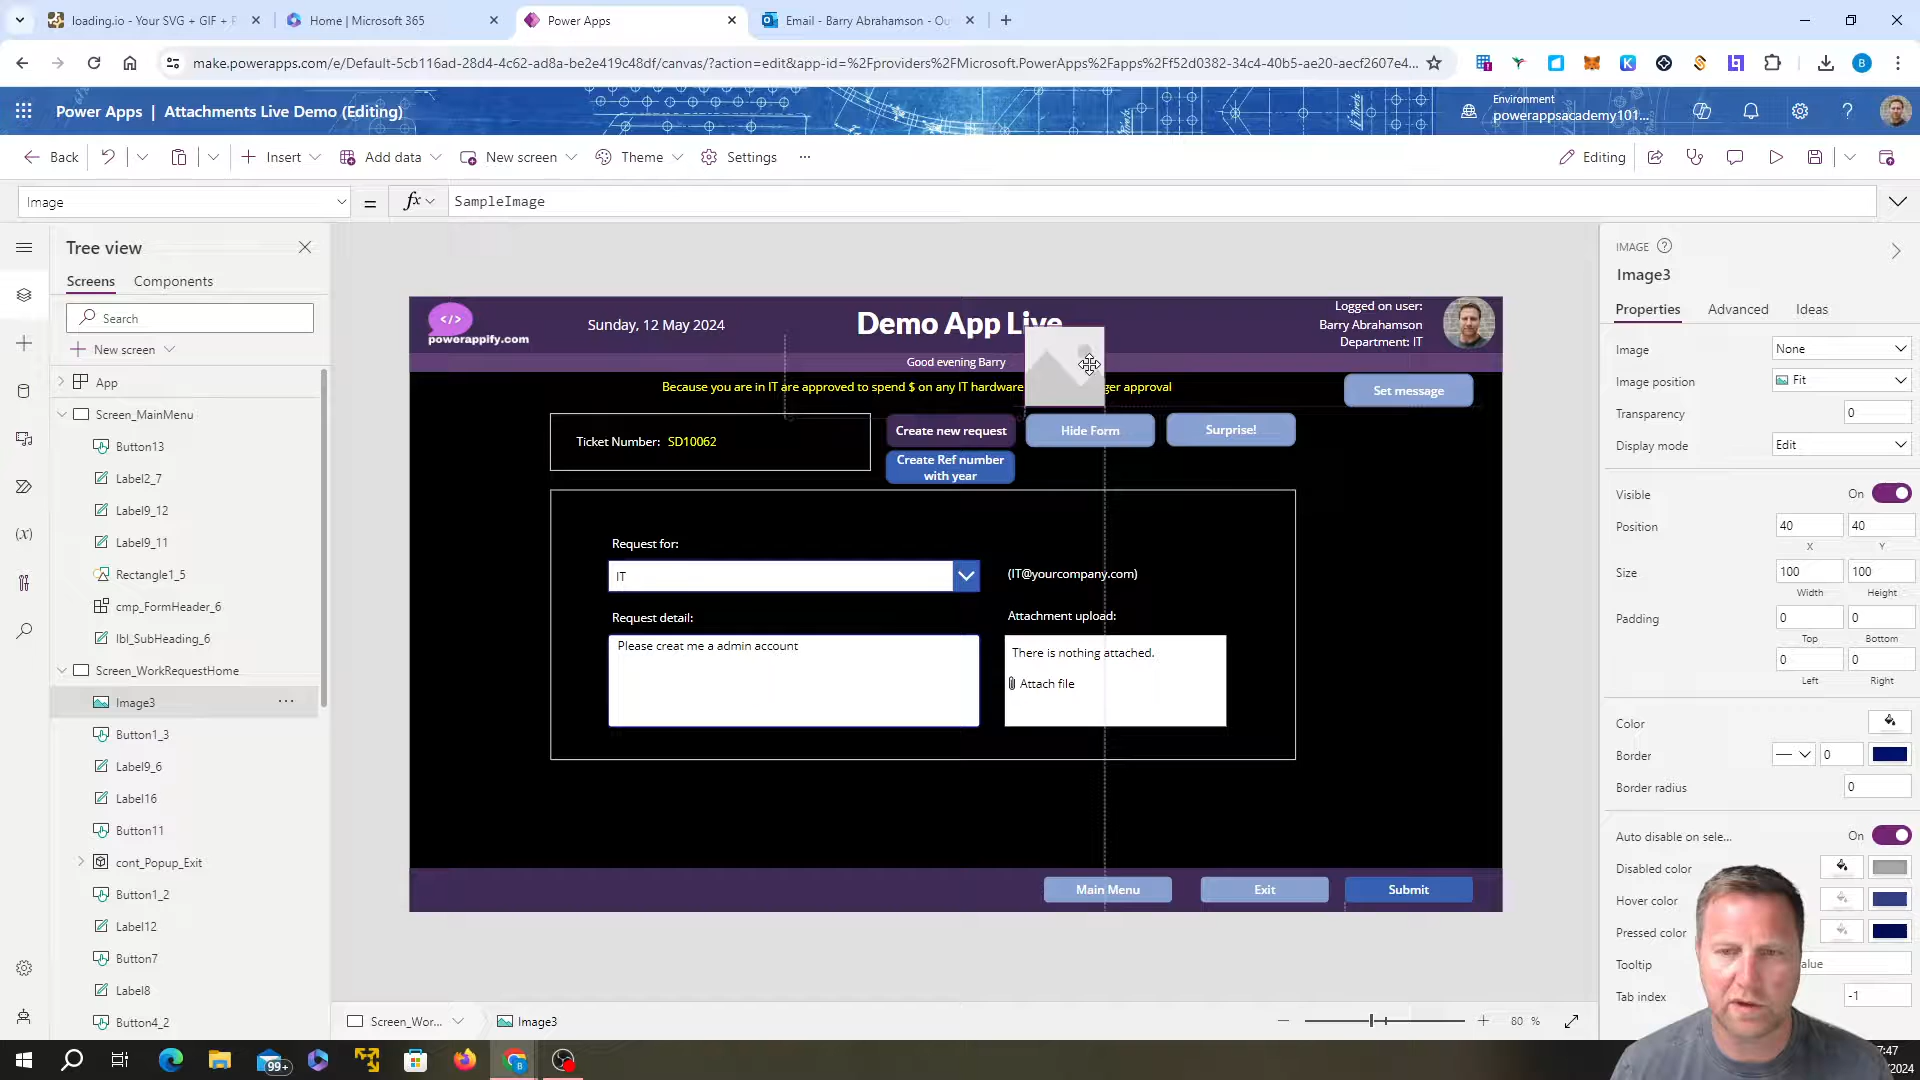 loading.io - Your SVG + GIF +
Home | Microsoft 365
Power Apps
Email - Barry Abrahamson - Ou
make.powerapps.com/e/Default-5cb116ad-28d4-4c62-ad8a-be2e419c48df/canvas/?action=edit&app-id=%2Fproviders%2FMicrosoft.PowerApps%2Fapps%2Ff52d0382-34c4-40b5-ae20-aecf2607e4...
B
Power Apps | Attachments Live Demo (Editing)
Environment
powerappsacademy101...
Back
Insert
Add data
New screen
Theme
Settings
...
Editing
Image
=
fx
SampleImage
Tree view
Screens
Components
Search
New screen
App
Screen_MainMenu
Button13
Label2_7
Label9_12
Label9_11
Rectangle1_5
cmp_FormHeader_6
lbl_SubHeading_6
Screen_WorkRequestHome
Image3
...
Button1_3
Label9_6
Label16
Button11
cont_Popup_Exit
Button1_2
Label12
Button7
Label8
Button4_2
</>
powerappify.com
Sunday, 12 May 2024
Demo App Live
Good evening Barry
Logged on user:
Barry Abrahamson
Department: IT
Because you are in IT are approved to spend $ on any IT hardware
ger approval
Set message
Ticket Number: SD10062
Create new request
Hide Form
Surprise!
Create Ref number
with year
Request for:
IT
(IT@yourcompany.com)
Request detail:
Attachment upload:
Please creat me a admin account
There is nothing attached.
Attach file
Main Menu
Exit
Submit
Screen_Wor...
Image3
80 %
IMAGE
Image3
Properties
Advanced
Ideas
Image
None
Image position
Fit
Transparency
0
Display mode
Edit
Visible
On
Position
40
40
X
Y
Size
100
100
Width
Height
Padding
0
0
Top
Bottom
0
0
Left
Right
Color
Border
0
Border radius
0
Auto disable on sele...
On
Disabled color
Hover color
Pressed color
Tooltip
alue
Tab index
-1
99+
7:47
2024